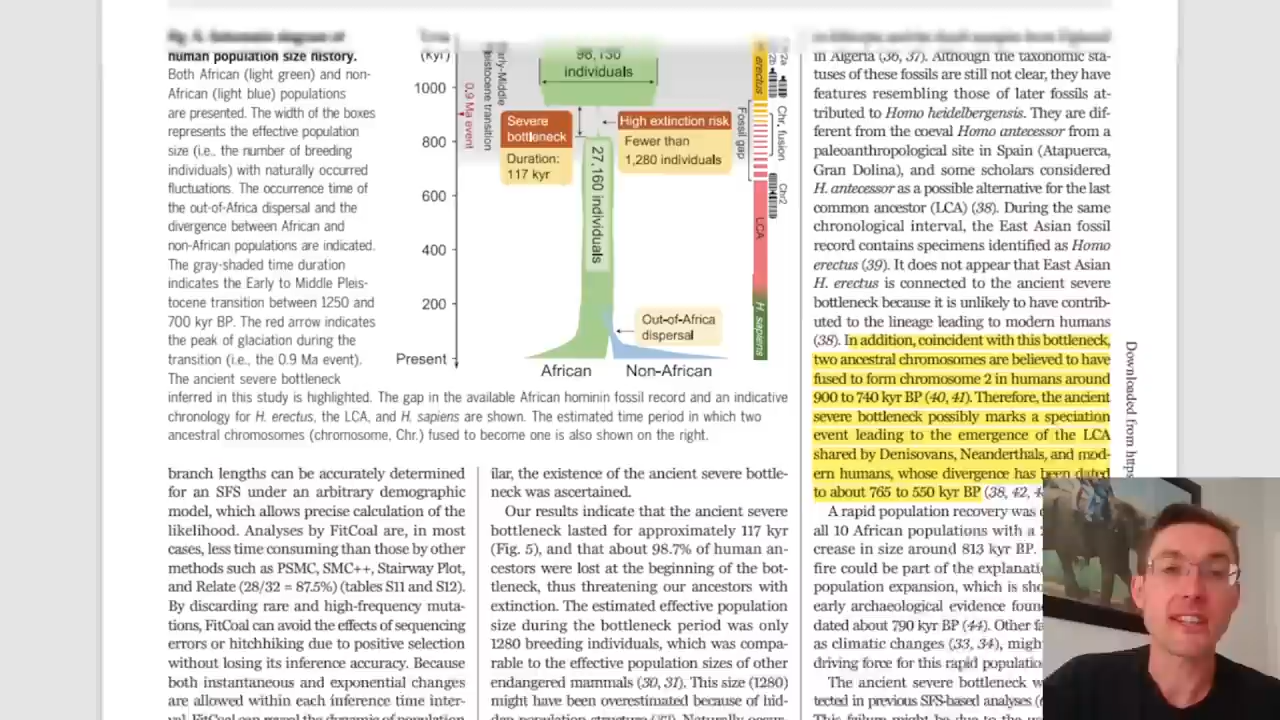 human population size history.
Both African (light green) and non-
African (light blue) populations
are presented. The width of the boxes
represents the effective population
size (i.e., the number of breeding
individuals) with naturally occurred
fluctuations. The occurrence time of
the out-of-Africa dispersal and the
divergence between African and
non-African populations are indicated.
The gray-shaded time duration
indicates the Early to Middle Pleis-
tocene transition between 1250 and
700 kyr BP. The red arrow indicates
the peak of glaciation during the
transition (i.e., the 0.9 Ma event).
The ancient severe bottleneck
inferred in this study is highlighted. The gap in the available African hominin fossil record and an indicative
chronology for H. erectus, the LCA, and H. sapiens are shown. The estimated time period in which two
ancestral chromosomes (chromosome, Chr.) fused to become one is also shown on the right.
(kyr)
1000
800
600
400
200
Present
0.9 Ma event
transition
98,130
individuals
Severe
bottleneck
Duration:
117 kyr
High extinction risk
Fewer than
1,280 individuals
27,160 individuals
Out-of-Africa
dispersal
African
Non-African
Fossil gap
erectus
LCA
H. sapiens
2a
2b
Chr. fusion
Chr2
branch lengths can be accurately determined
for an SFS under an arbitrary demographic
model, which allows precise calculation of the
likelihood. Analyses by FitCoal are, in most
cases, less time consuming than those by other
methods such as PSMC, SMC++, Stairway Plot,
and Relate (28/32 = 87.5%) (tables S11 and S12).
By discarding rare and high-frequency muta-
tions, FitCoal can avoid the effects of sequencing
errors or hitchhiking due to positive selection
without losing its inference accuracy. Because
both instantaneous and exponential changes
are allowed within each inference time inter-
val, FitCoal can reveal the dynamic of population
ilar, the existence of the ancient severe bottle-
neck was ascertained.
Our results indicate that the ancient severe
bottleneck lasted for approximately 117 kyr
(Fig. 5), and that about 98.7% of human an-
cestors were lost at the beginning of the bot-
tleneck, thus threatening our ancestors with
extinction. The estimated effective population
size during the bottleneck period was only
1280 breeding individuals, which was compa-
rable to the effective population sizes of other
endangered mammals (30, 31). This size (1280)
might have been overestimated because of hid-
den population structure Naturally occur-
in Algeria (36, 37). Although the taxonomic sta-
tuses of these fossils are still not clear, they have
features resembling those of later fossils at-
tributed to Homo heidelbergensis. They are dif-
ferent from the coeval Homo antecessor from a
paleoanthropological site in Spain (Atapuerca,
Gran Dolina), and some scholars considered
H. antecessor as a possible alternative for the last
common ancestor (LCA) (38). During the same
chronological interval, the East Asian fossil
record contains specimens identified as Homo
erectus (39). It does not appear that East Asian
H. erectus is connected to the ancient severe
bottleneck because it is unlikely to have contrib-
uted to the lineage leading to modern humans
(38). In addition, coincident with this bottleneck,
two ancestral chromosomes are believed to have
fused to form chromosome 2 in humans around
900 to 740 kyr BP (40, 41). Therefore, the ancient
severe bottleneck possibly marks a speciation
event leading to the emergence of the LCA
shared by Denisovans, Neanderthals, and mod-
ern humans, whose divergence has been dated
to about 765 to 550 kyr BP (38, 42,
A rapid population recovery was
all 10 African populations with a
crease in size around 813 kyr BP.
fire could be part of the
population expansion, which is
early archaeological evidence
dated about 790 kyr BP (44). Other
as climatic changes (33, 34),
driving force for this rapid
The ancient severe bottleneck
tected in previous SFS-based analyses
This failure might be due to the
Downloaded from